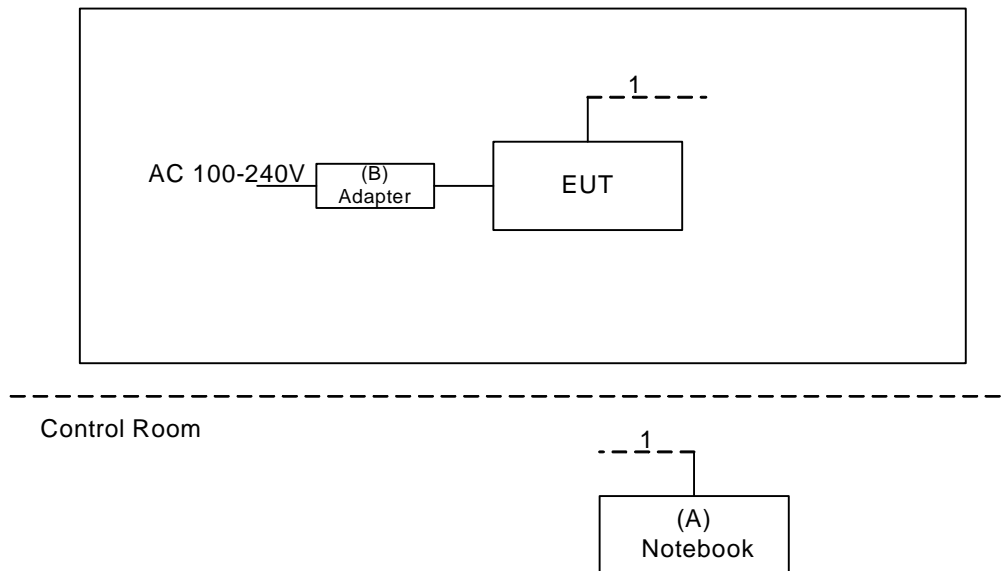 1
AC 100-240V
(B)
Adapter
EUT
Control Room
1
(A)
Notebook